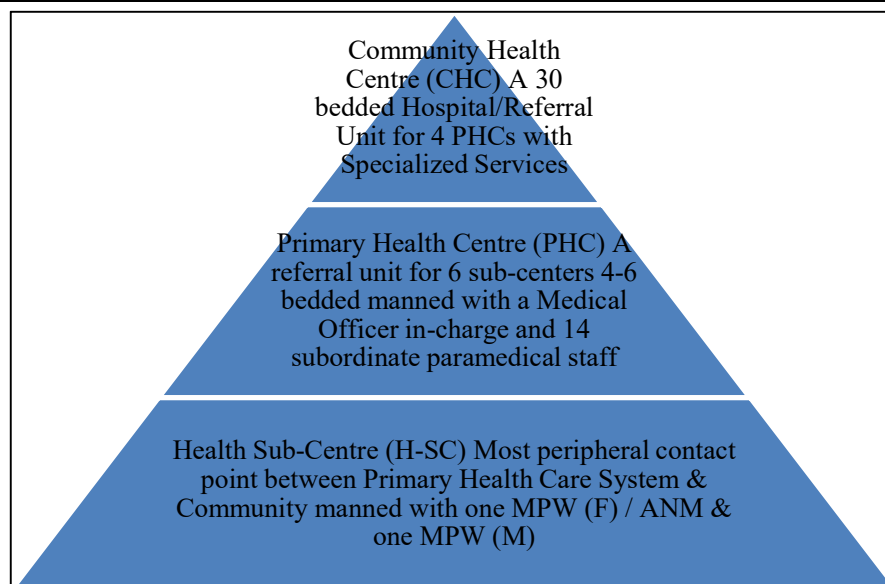 Community Health
Centre (CHC) A 30
bedded Hospital/Referral
Unit for 4 PHCs with
Specialized Services
Primary Health Centre (PHC) A
referral unit for 6 sub-centers 4-6
bedded manned with a Medical
Officer in-charge and 14
subordinate paramedical staff
Health Sub-Centre (H-SC) Most peripheral contact
point between Primary Health Care System &
Community manned with one MPW (F) / ANM &
one MPW (M)